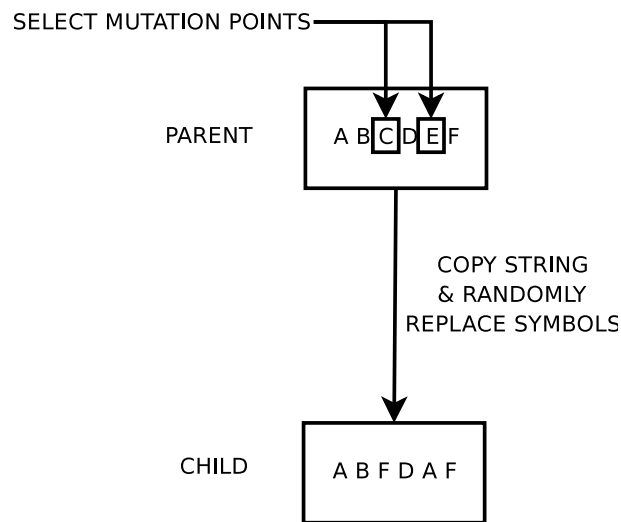 SELECT MUTATION POINTS
PARENT
A B C D E F
COPY STRING
& RANDOMLY
REPLACE SYMBOLS
CHILD
A B F D A F